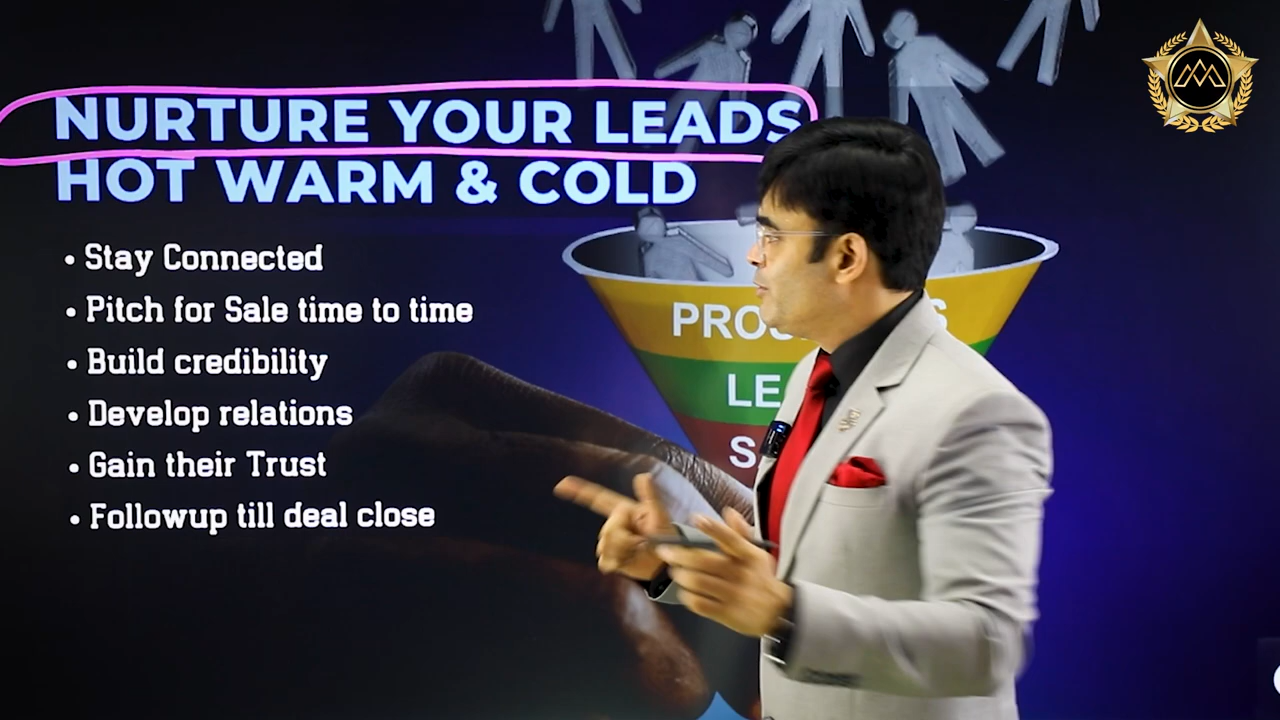 NURTURE YOUR LEADS
HOT WARM & COLD
• Stay Connected
• Pitch for Sale time to time
• Build credibility
• Develop relations
• Gain their Trust
• Followup till deal close